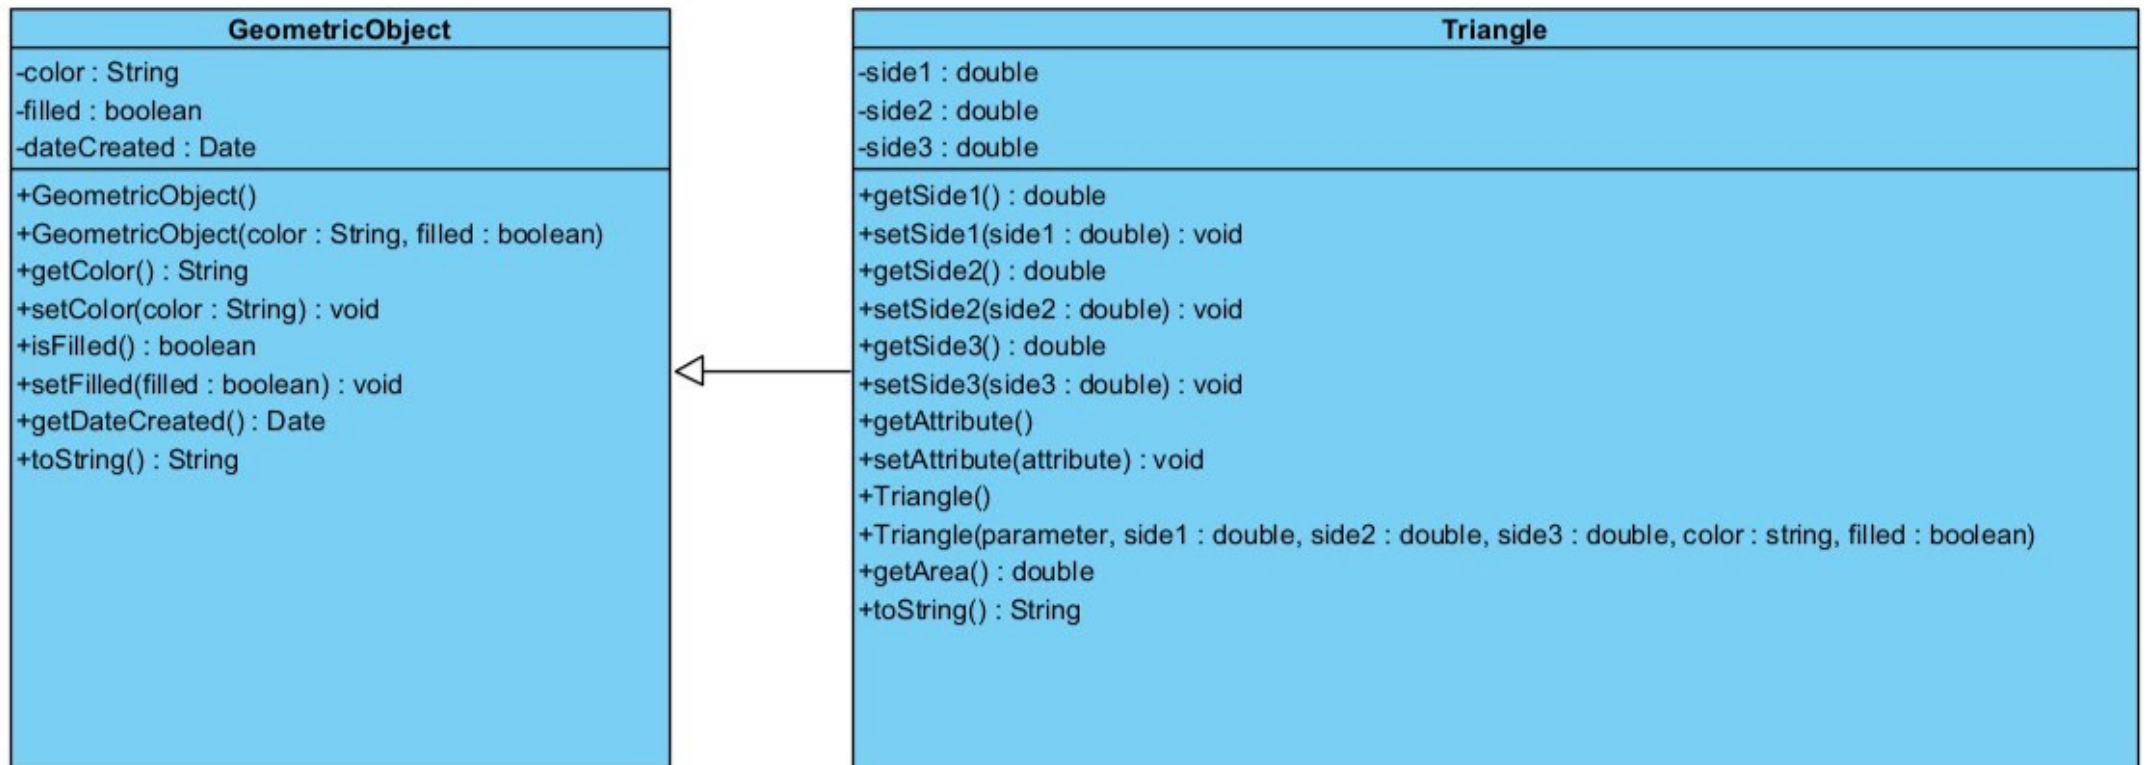 GeometricObject
-color : String
-filled : boolean
-dateCreated : Date
+GeometricObject()
+GeometricObject(color : String, filled : boolean)
+getColor() : String
+setColor(color : String) : void
+isFilled() : boolean
+setFilled(filled : boolean) : void
+getDateCreated() : Date
+toString() : String
Triangle
-side1 : double
-side2 : double
-side3 : double
+getSide1() : double
+setSide1(side1 : double) : void
+getSide2() : double
+setSide2(side2 : double) : void
+getSide3() : double
+setSide3(side3 : double) : void
+getAttribute()
+setAttribute(attribute) : void
+Triangle()
+Triangle(parameter, side1 : double, side2 : double, side3 : double, color : string, filled : boolean)
+getArea() : double
+toString() : String